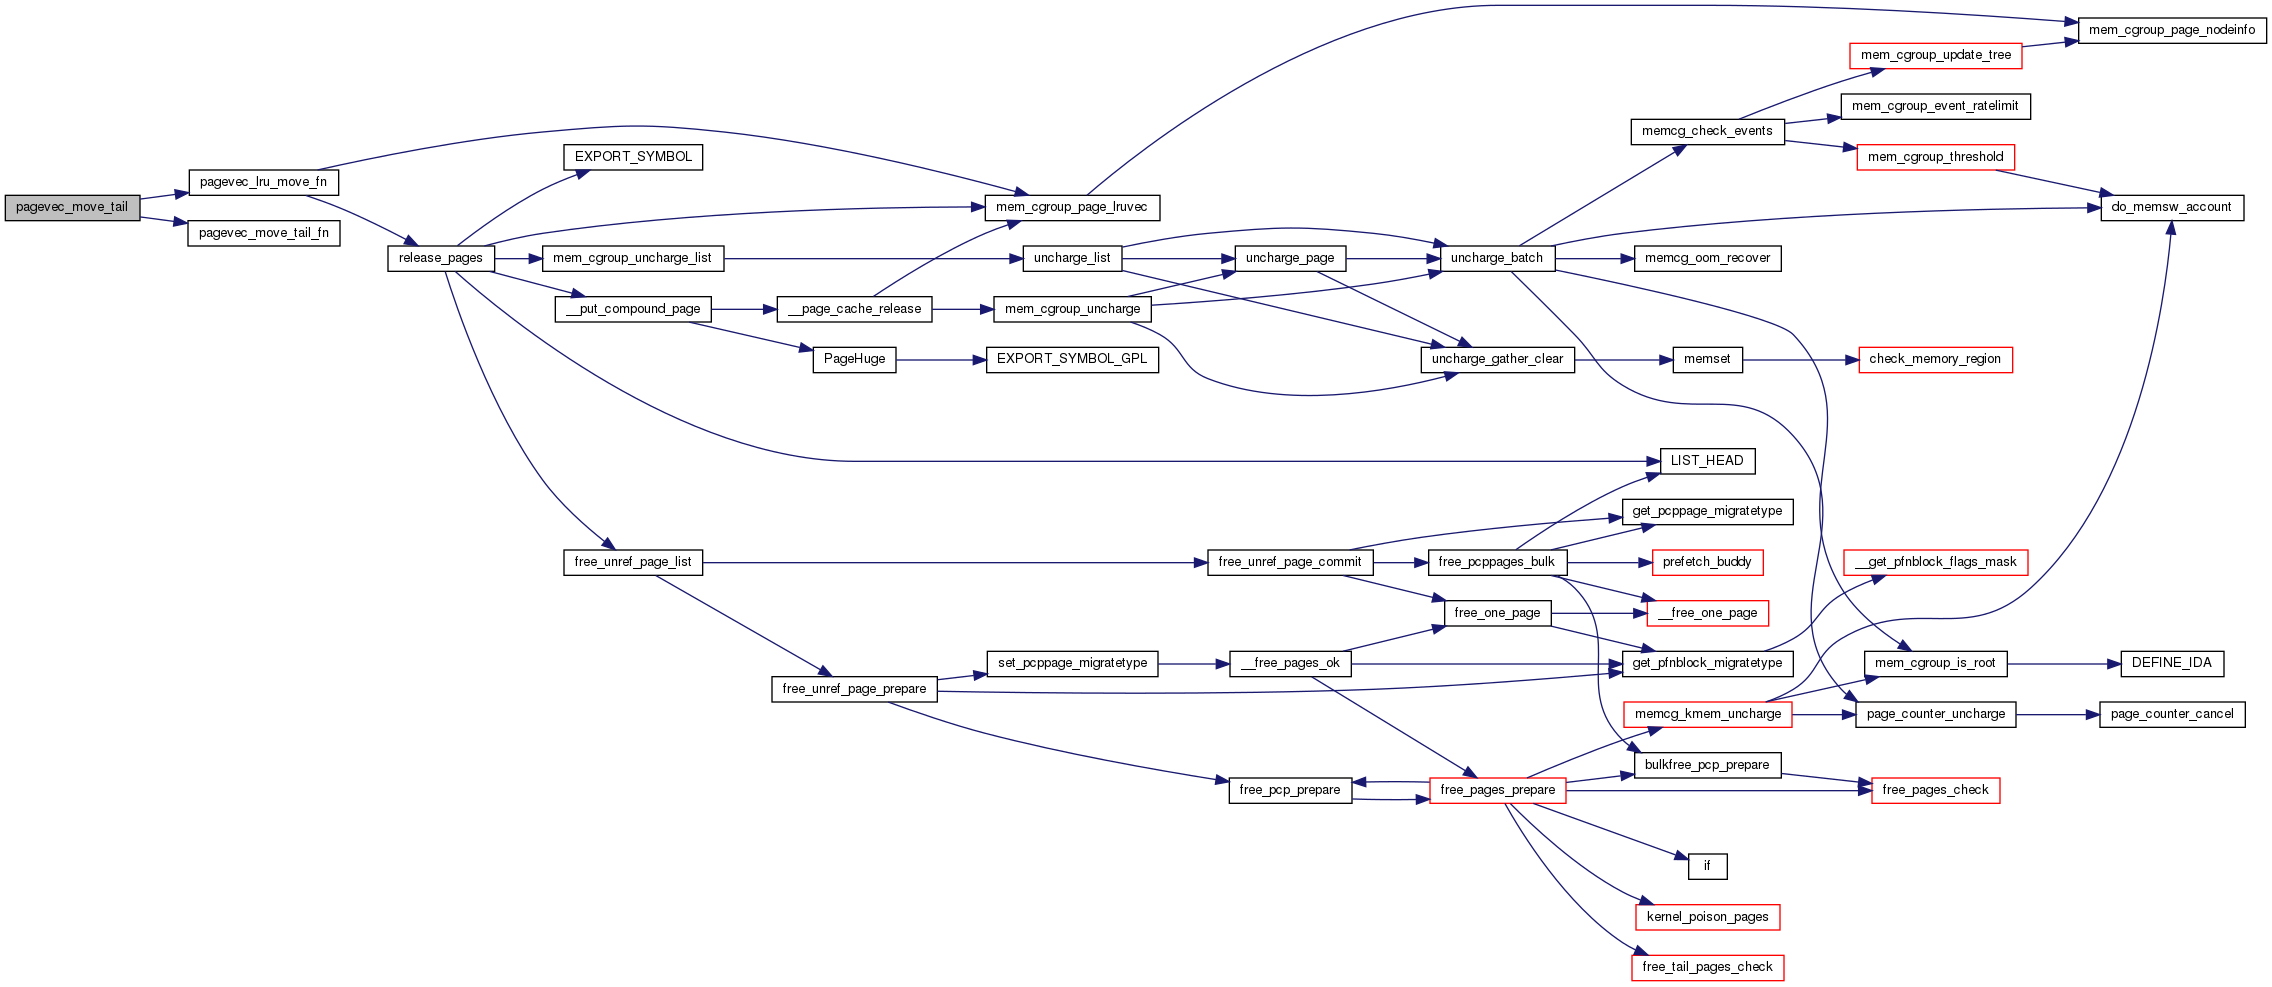 mem_cgroup_page_nodeinfo
mem_cgroup_update_tree
mem_cgroup_event_ratelimit
memcg_check_events
EXPORT_SYMBOL
mem_cgroup_threshold
pagevec_lru_move_fn
pagevec_move_tail
mem_cgroup_page_lruvec
do_memsw_account
pagevec_move_tail_fn
release_pages
mem_cgroup_uncharge_list
uncharge_list
uncharge_page
uncharge_batch
memcg_oom_recover
__put_compound_page
__page_cache_release
mem_cgroup_uncharge
PageHuge
EXPORT_SYMBOL_GPL
uncharge_gather_clear
memset
check_memory_region
LIST_HEAD
get_pcppage_migratetype
free_unref_page_list
free_unref_page_commit
free_pcppages_bulk
prefetch_buddy
__get_pfnblock_flags_mask
free_one_page
__free_one_page
set_pcppage_migratetype
__free_pages_ok
get_pfnblock_migratetype
mem_cgroup_is_root
DEFINE_IDA
free_unref_page_prepare
memcg_kmem_uncharge
page_counter_uncharge
page_counter_cancel
bulkfree_pcp_prepare
free_pcp_prepare
free_pages_prepare
free_pages_check
if
kernel_poison_pages
free_tail_pages_check